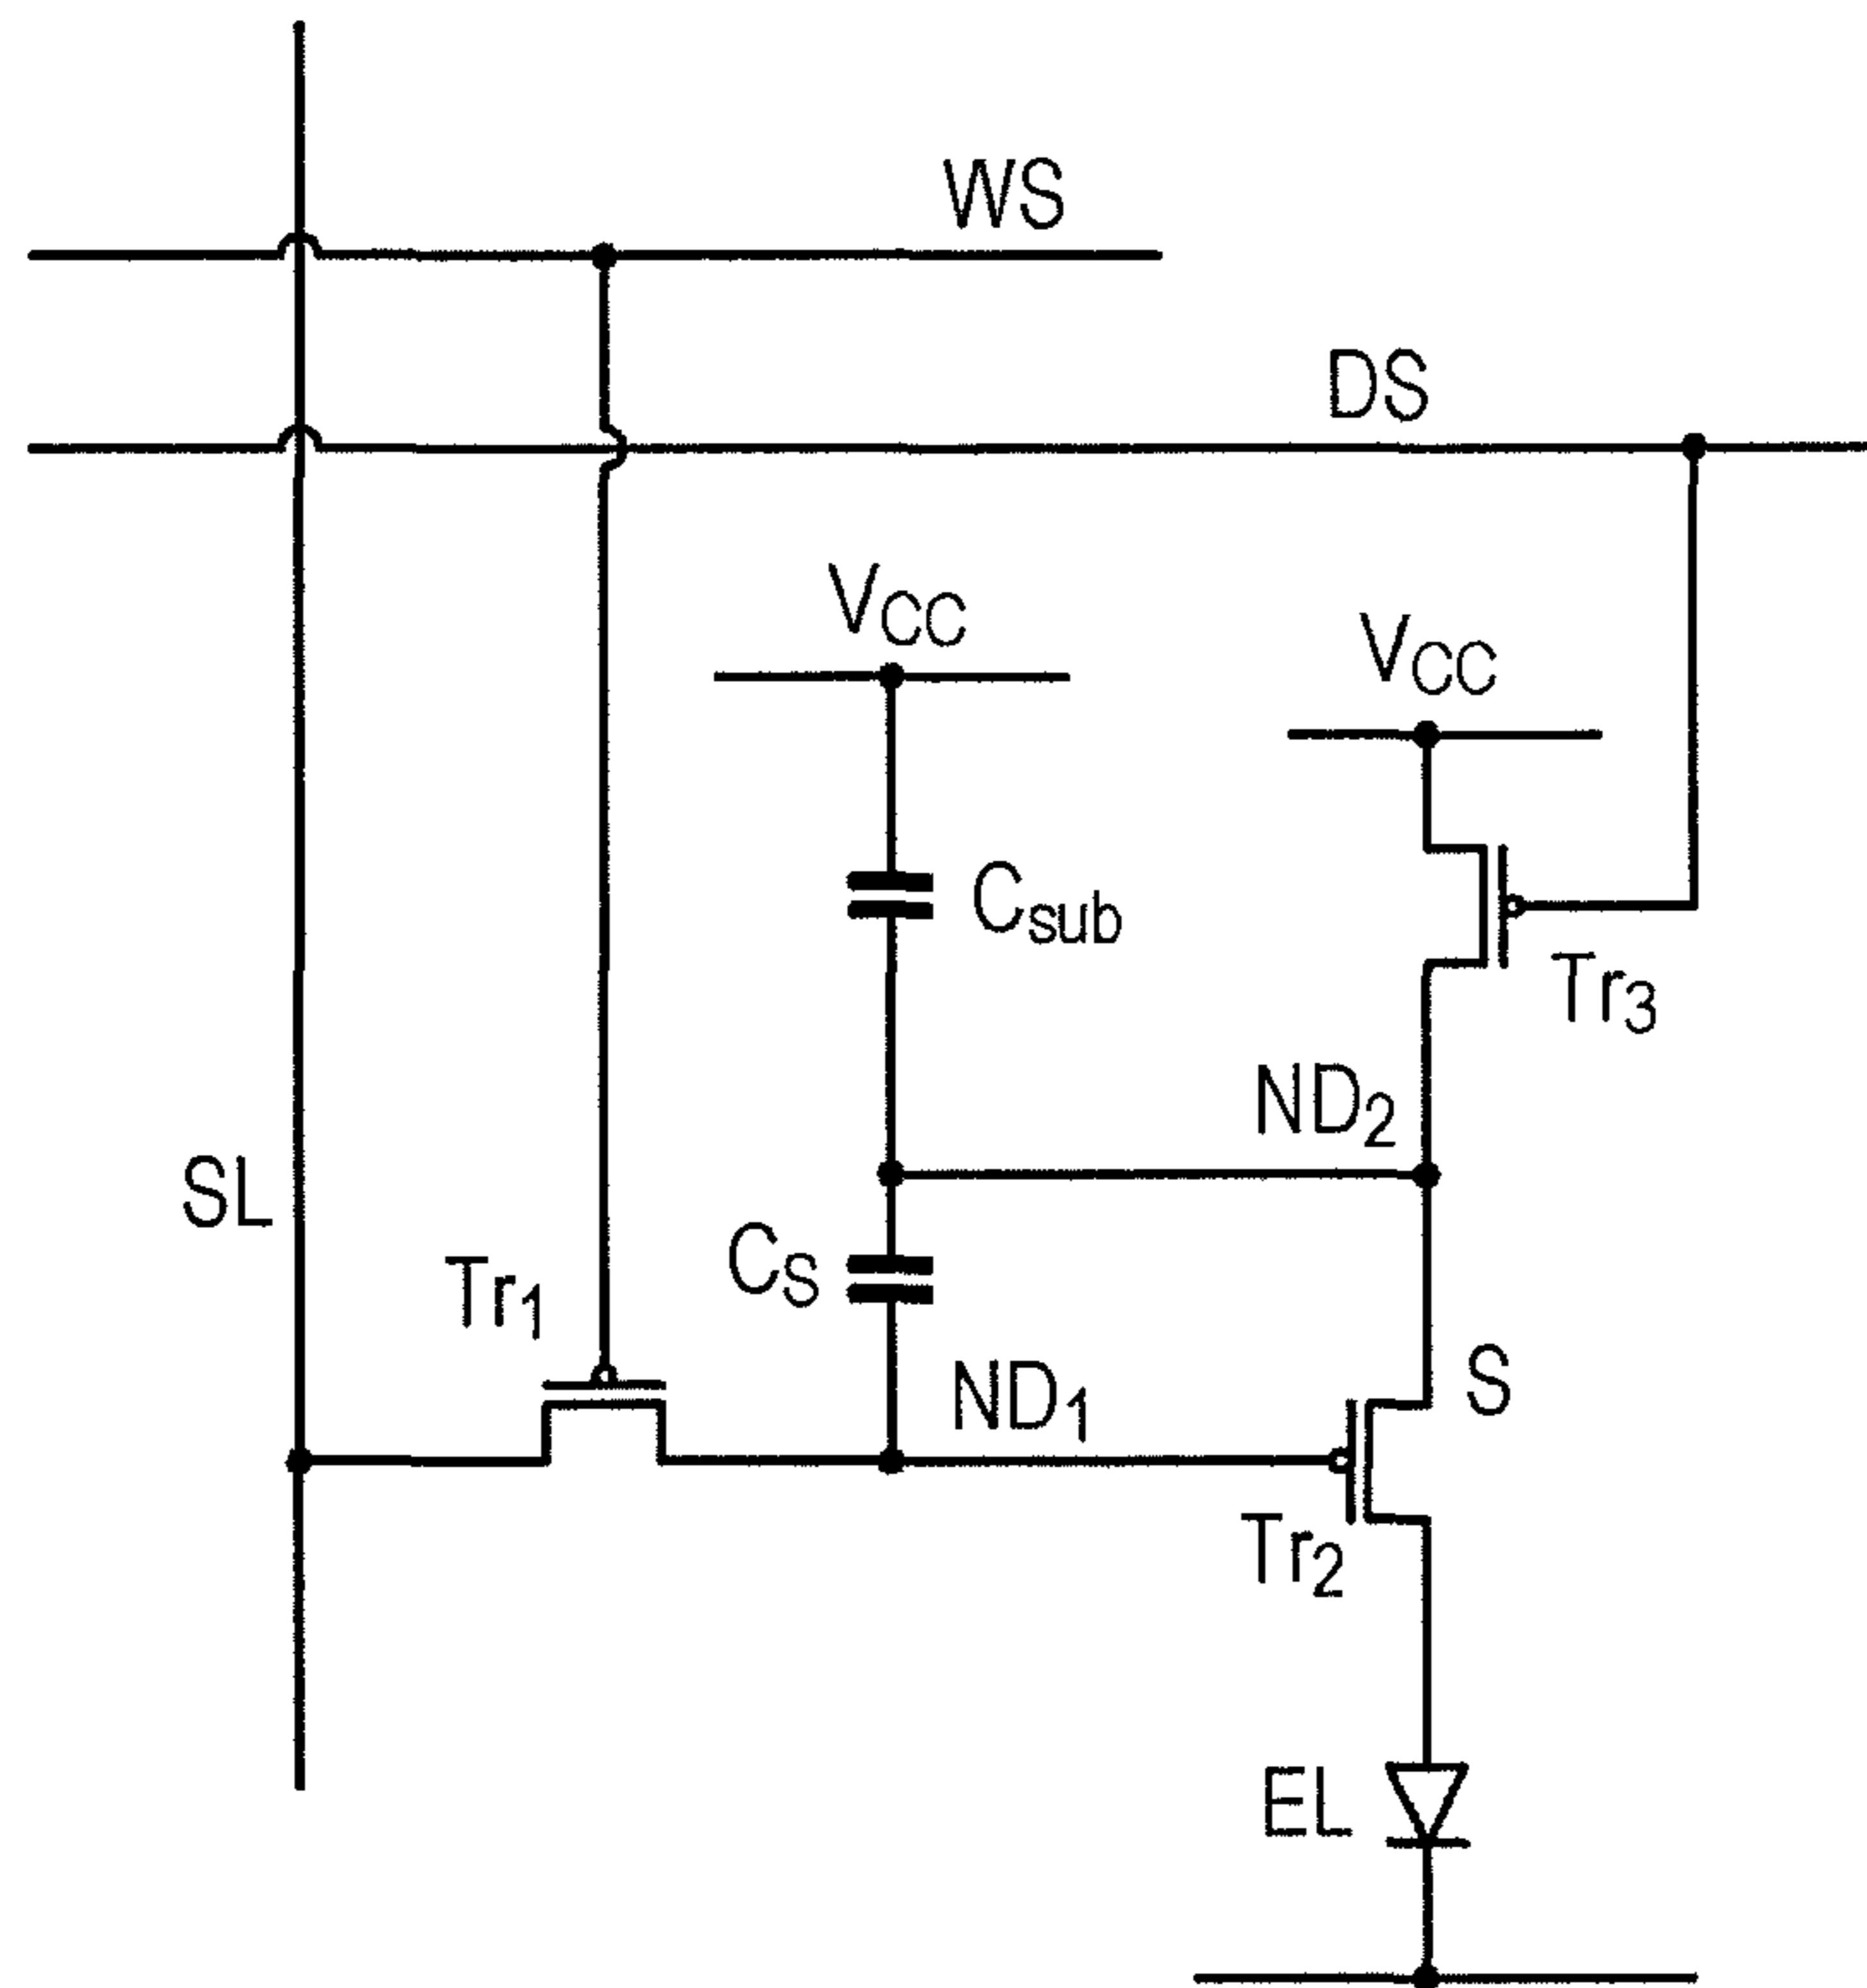 WS
DS
VCC
VCC
Csub
Tr3
ND2
SL
CS
Tr1
ND1
S
Tr2
EL